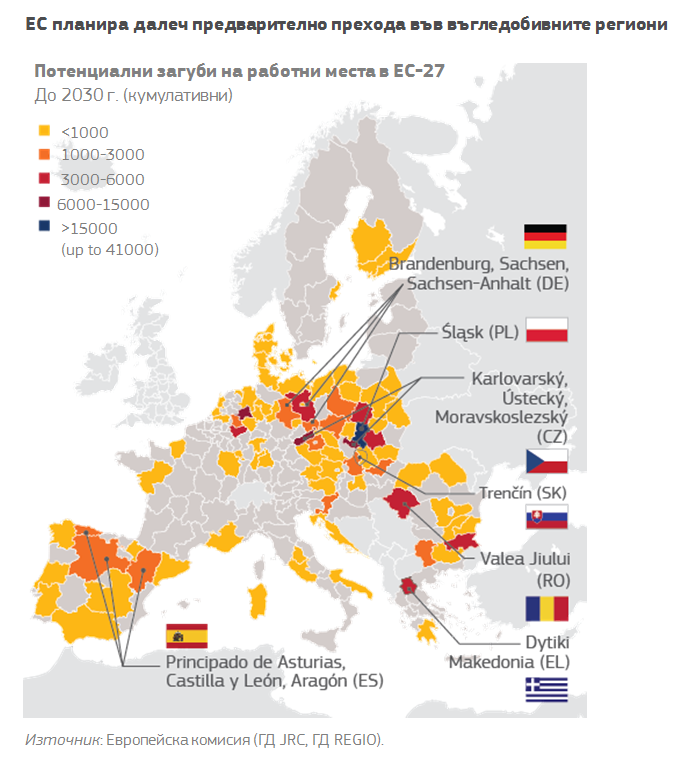 ЕС планира далеч предварително прехода във въгледобивните региони
Потенциални загуби на работни места в ЕС-27
До 2030 г. (кумулативни)
<1000
1000-3000
3000-6000
6000-15000
>15000
(up to 41000)
Brandenburg, Sachsen,
Sachsen-Anhalt (DE)
Śląsk (PL)
Karlovarský,
Ústecký,
Moravskoslezský
(CZ)
Trenčín (SK)
Valea Jiului
(RO)
Dytiki
Makedonia (EL)
Principado de Asturias,
Castilla y León, Aragón (ES)
Източник: Европейска комисия (ГД JRC, ГД REGIO).